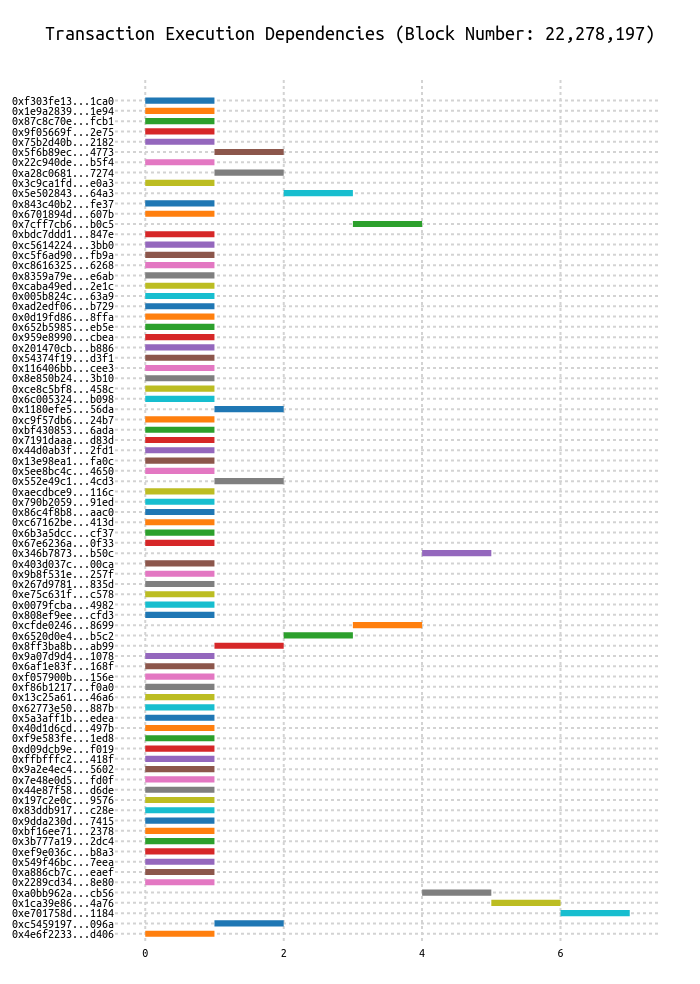 Transaction Execution Dependencies (Block Number: 22,278,197)
0xf303fe13...1ca0
0x1e9a2839...1e94
0x87c8c70e...fcb1
0x9f05669f...2e75
0x75b2d40b...2182
0x5f6b89ec...4773
0x22c940de...b5f4
0xa28c0681...7274
0x3c9ca1fd...e0a3
0x5e502843...64a3
0x843c40b2...fe37
0x6701894d...607b
0x7cff7cb6...b0c5
0xbdc7ddd1...847e
0xc5614224...3bb0
0xc5f6ad90...fb9a
0xc8616325...6268
0x8359a79e...e6ab
0xcaba49ed...2e1c
0x005b824c...63a9
0xad2edf06...b729
0x0d19fd86...8ffa
0x652b5985...eb5e
0x959e8990...cbea
0x201470cb...b886
0x54374f19...d3f1
0x116406bb...cee3
0x8e850b24...3b10
0xce8c5bf8...458c
0x6c005324...b098
0x1180efe5...56da
0xc9f57db6...24b7
0xbf430853...6ada
0x7191daaa...d83d
0x44d0ab3f...2fd1
0x13e98ea1...fa0c
0x5ee8bc4c...4650
0x552e49c1...4cd3
0xaecdbce9...116c
0x790b2059...91ed
0x86c4f8b8...aac0
0xc67162be...413d
0x6b3a5dcc...cf37
0x67e6236a...0f33
0x346b7873...b50c
0x403d037c...00ca
0x9b8f531e...257f
0x267d9781...835d
0xe75c631f...c578
0x0079fcba...4982
0x808ef9ee...cfd3
0xcfde0246...8699
0x6520d0e4...b5c2
0x8ff3ba8b...ab99
0x9a07d9d4...1078
0x6af1e83f...168f
0xf057900b...156e
0xf86b1217...f0a0
0x13c25a61...46a6
0x62773e50...887b
0x5a3aff1b...edea
0x40d1d6cd...497b
0xf9e583fe...1ed8
0xd09dcb9e...f019
0xffbfffc2...418f
0x9a2e4ec4...5602
0x7e48e0d5...fd0f
0x44e87f58...d6de
0x197c2e0c...9576
0x83ddb917...c28e
0x9dda230d...7415
0xbf16ee71...2378
0x3b777a19...2dc4
0xef9e036c...b8a3
0x549f46bc...7eea
0xa886cb7c...eaef
0x2289cd34...8e80
0xa0bb962a...cb56
0x1ca39e86...4a76
0xe701758d...1184
0xc5459197...096a
0x4e6f2233...d406
0 2 4 6